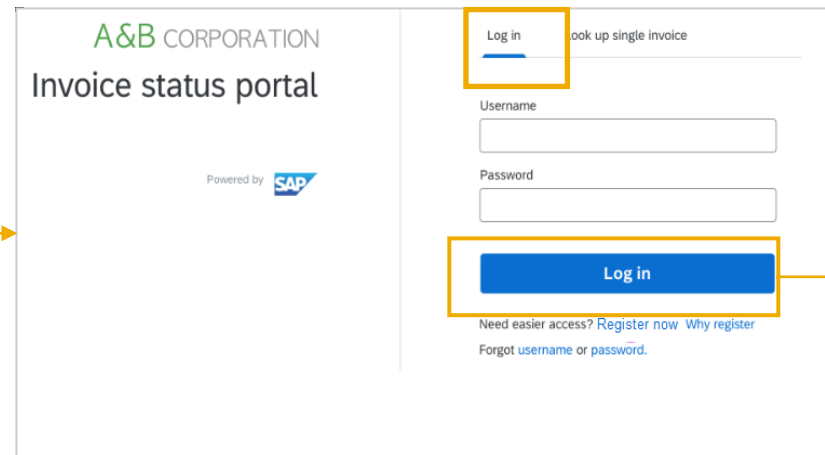 A&B CORPORATION
Invoice status portal
Powered by SAP
Log in
ook up single invoice
Username
Password
Log in
Need easier access? Register now Why register
Forgot username or password.